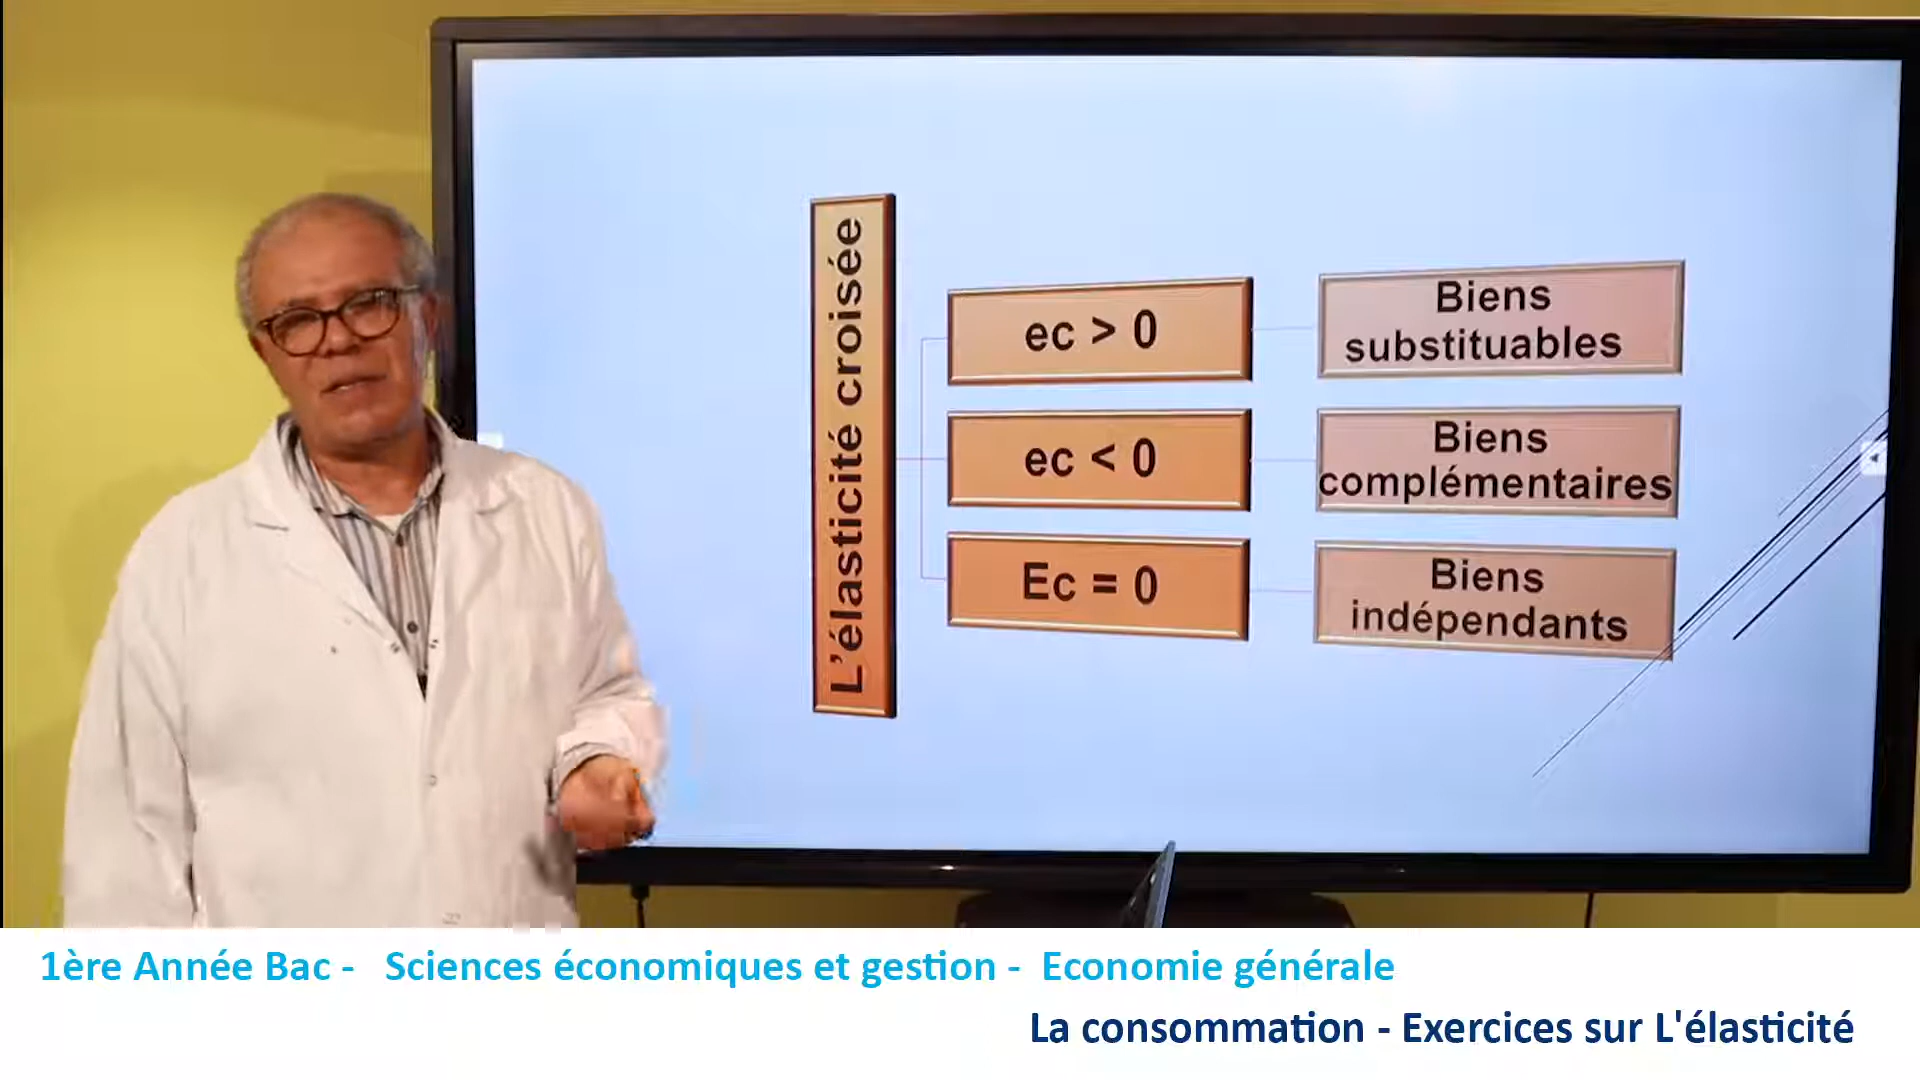 L'élasticité croisée
ec > 0
Biens
substituables
ec < 0
Biens
complémentaires
Ec = 0
Biens
indépendants
1ère Année Bac - Sciences économiques et gestion - Economie générale
La consommation - Exercices sur L'élasticité